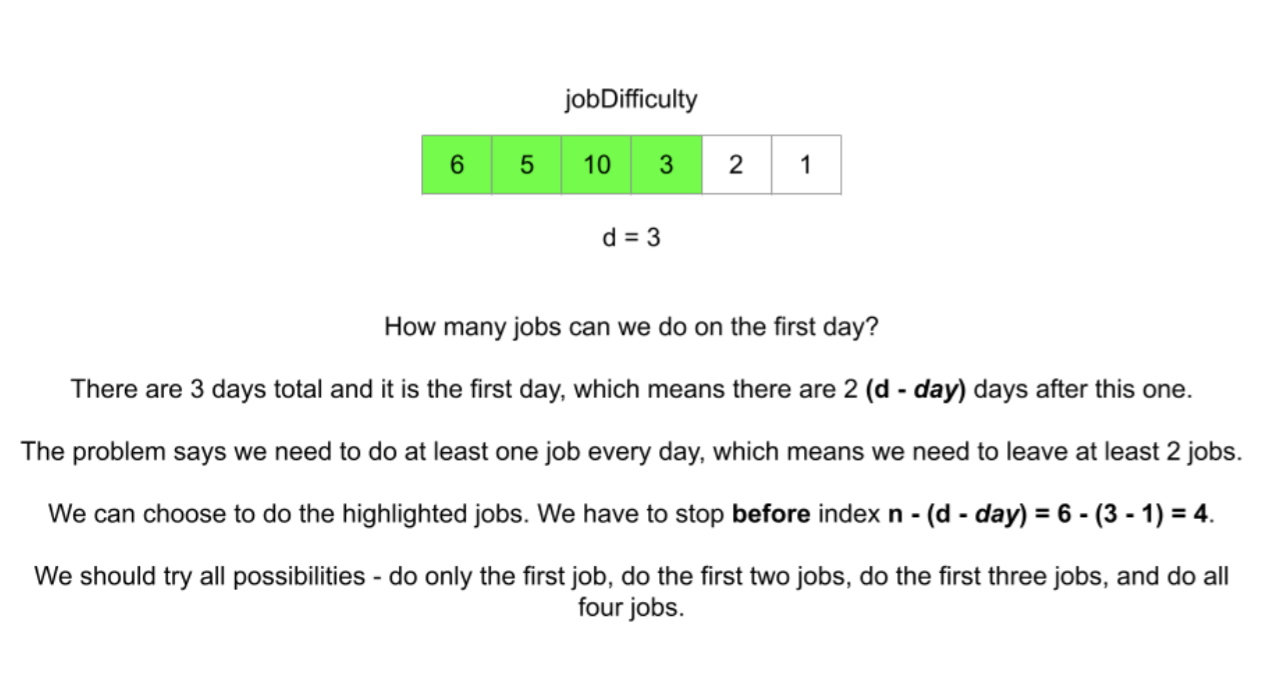 jobDifficulty
6 5 10 3 2 1
d = 3
How many jobs can we do on the first day?
There are 3 days total and it is the first day, which means there are 2 (d - day) days after this one.
The problem says we need to do at least one job every day, which means we need to leave at least 2 jobs.
We can choose to do the highlighted jobs. We have to stop before index n - (d - day) = 6 - (3 - 1) = 4.
We should try all possibilities - do only the first job, do the first two jobs, do the first three jobs, and do all
four jobs.